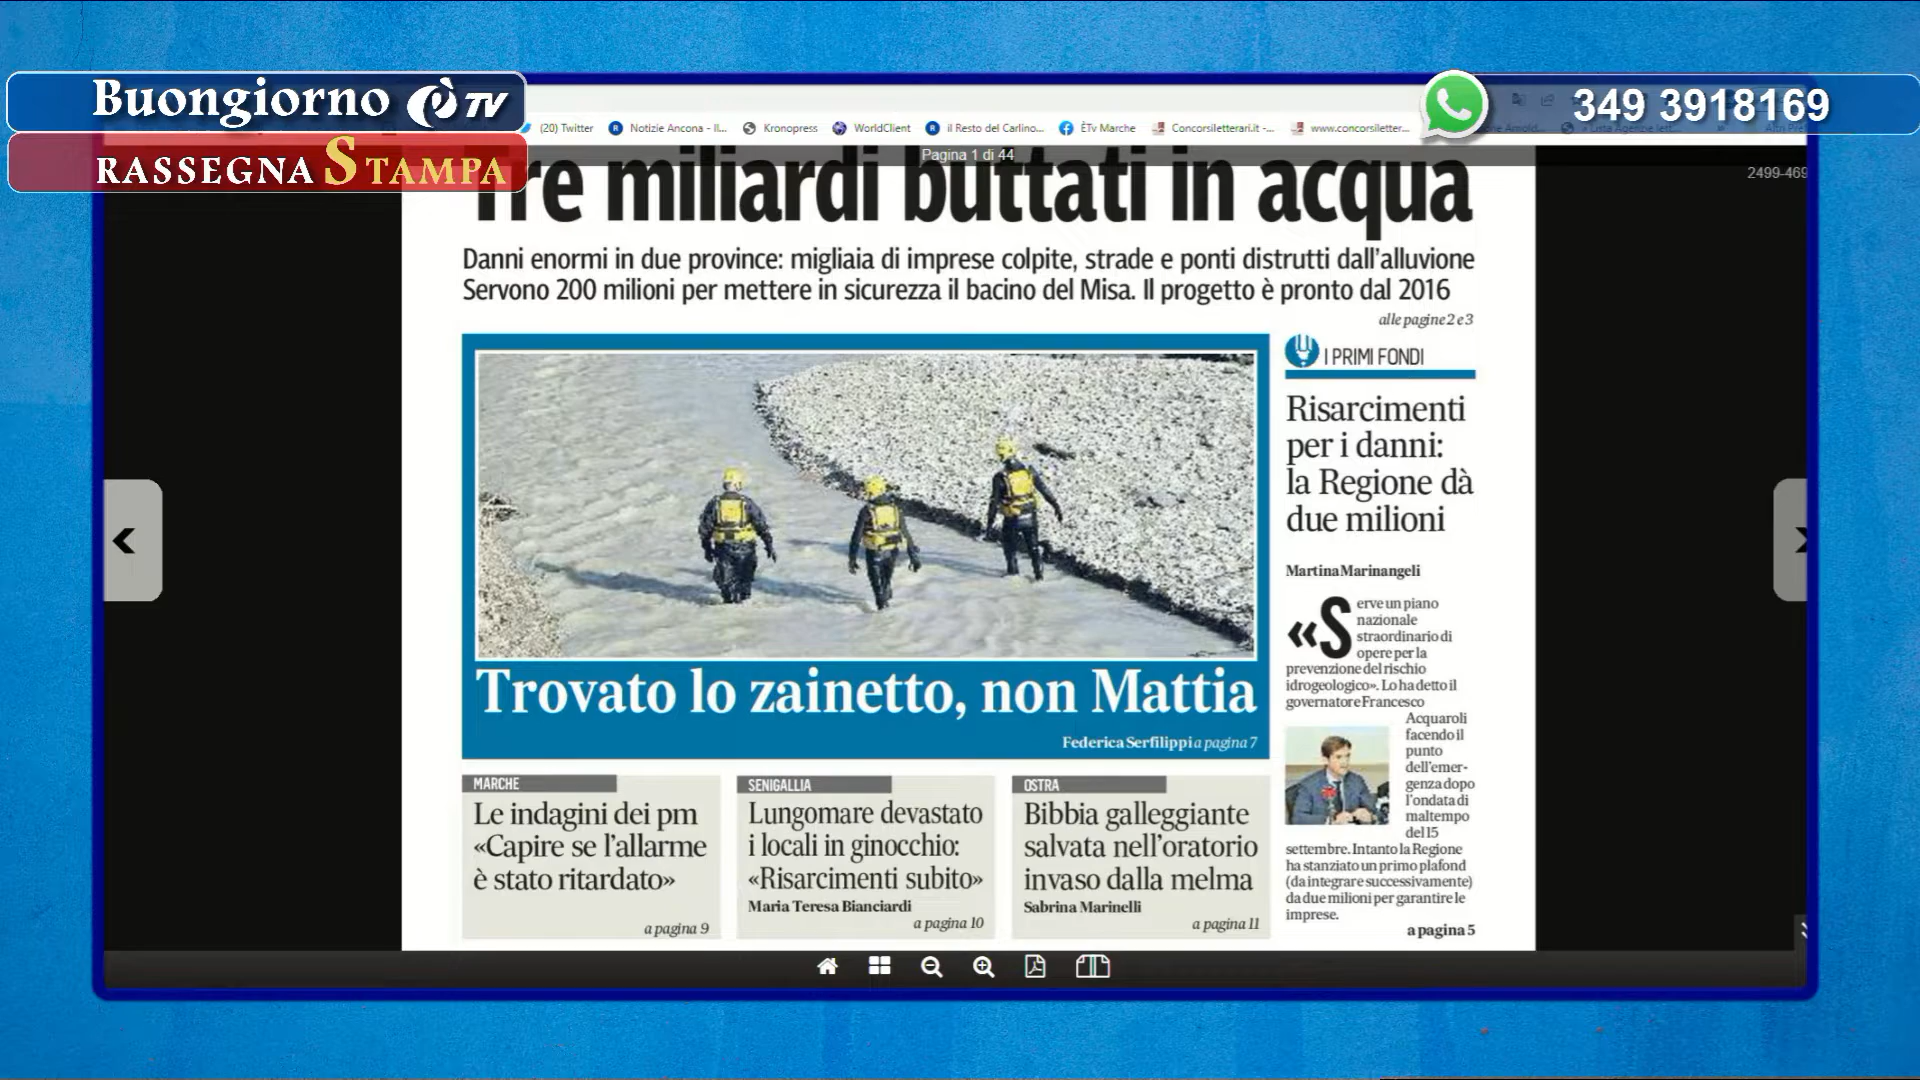 Buongiorno èTV
RASSEGNA STAMPA
349 3918169
(20) Twitter
Notizie Ancona - Il...
Kronopress
WorldClient
il Resto del Carlino...
ÈTv Marche
Concorsiletterari.it -...
www.concorsiletter...
Pagina 1 di 44
2499-469
Tre miliardi buttati in acqua
Danni enormi in due province: migliaia di imprese colpite, strade e ponti distrutti dall'alluvione
Servono 200 milioni per mettere in sicurezza il bacino del Misa. Il progetto è pronto dal 2016
alle pagine 2 e 3
Trovato lo zainetto, non Mattia
Federica Serfilippi a pagina 7
I PRIMI FONDI
Risarcimenti
per i danni:
la Regione dà
due milioni
Martina Marinangeli
«Serve un piano
nazionale
straordinario di
opere per la
prevenzione del rischio
idrogeologico». Lo ha detto il
governatore Francesco
Acquaroli
facendo il
punto
dell'emer-
genza dopo
l'ondata di
maltempo
del 15
settembre. Intanto la Regione
ha stanziato un primo plafond
(da integrare successivamente)
da due milioni per garantire le
imprese.
a pagina 5
MARCHE
Le indagini dei pm
«Capire se l'allarme
è stato ritardato»
a pagina 9
SENIGALLIA
Lungomare devastato
i locali in ginocchio:
«Risarcimenti subito»
Maria Teresa Bianciardi
a pagina 10
OSTRA
Bibbia galleggiante
salvata nell'oratorio
invaso dalla melma
Sabrina Marinelli
a pagina 11